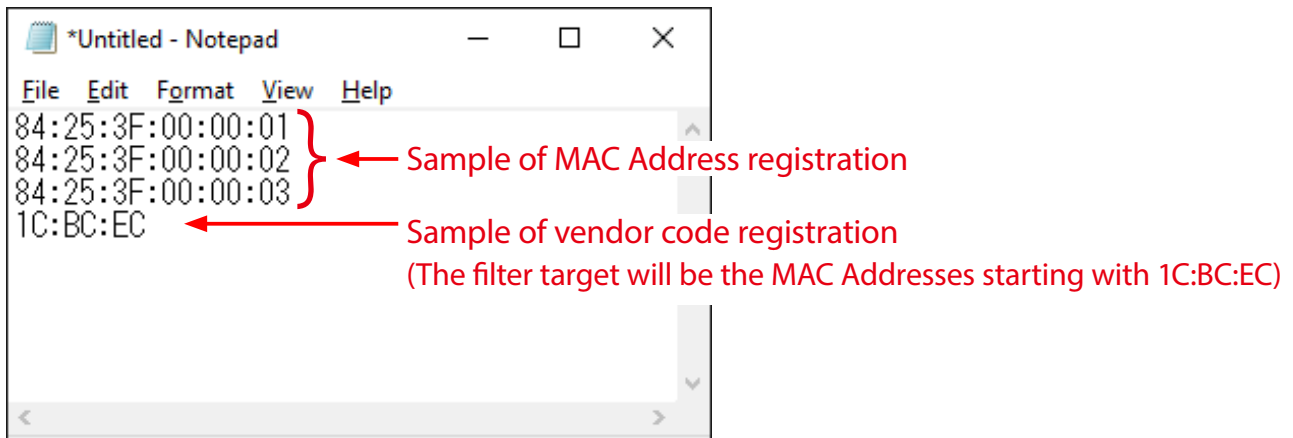 *Untitled - Notepad
File Edit Format View Help
84:25:3F:00:00:01
84:25:3F:00:00:02
84:25:3F:00:00:03
1C:BC:EC
Sample of MAC Address registration
Sample of vendor code registration
(The filter target will be the MAC Addresses starting with 1C:BC:EC)